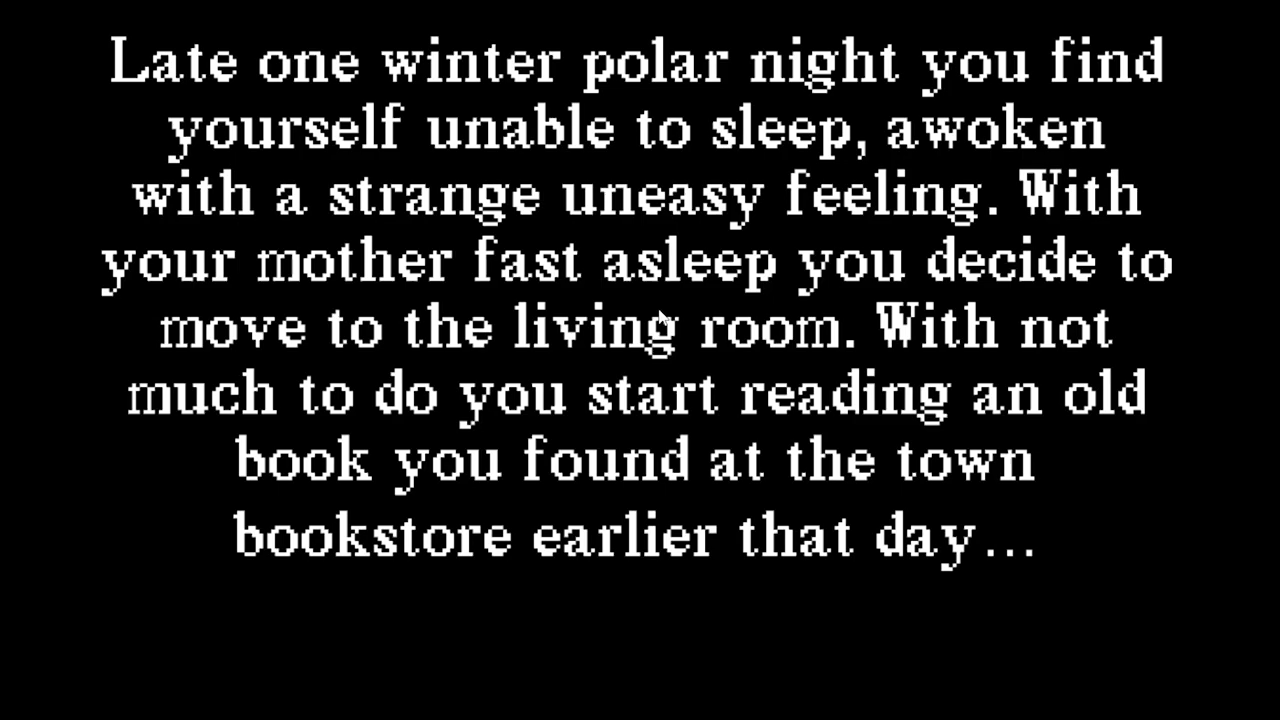 Late one winter polar night you find
yourself unable to sleep, awoken
with a strange uneasy feeling. With
your mother fast asleep you decide to
move to the living room. With not
much to do you start reading an old
book you found at the town
bookstore earlier that day...